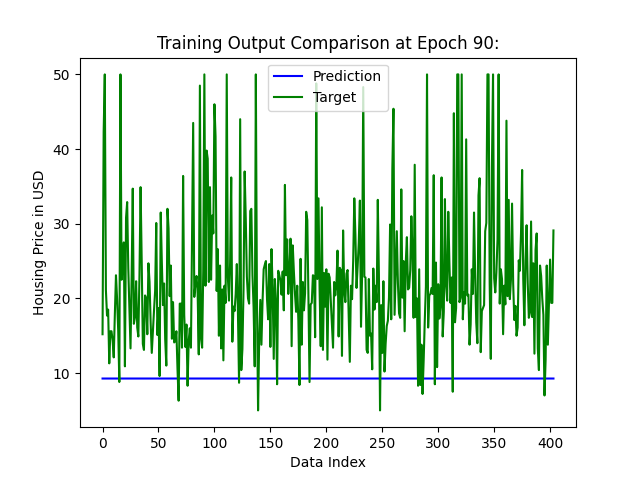 Training Output Comparison at Epoch 90:
Prediction
Target
50
40
30
20
10
Housing Price in USD
0 50 100 150 200 250 300 350 400
Data Index